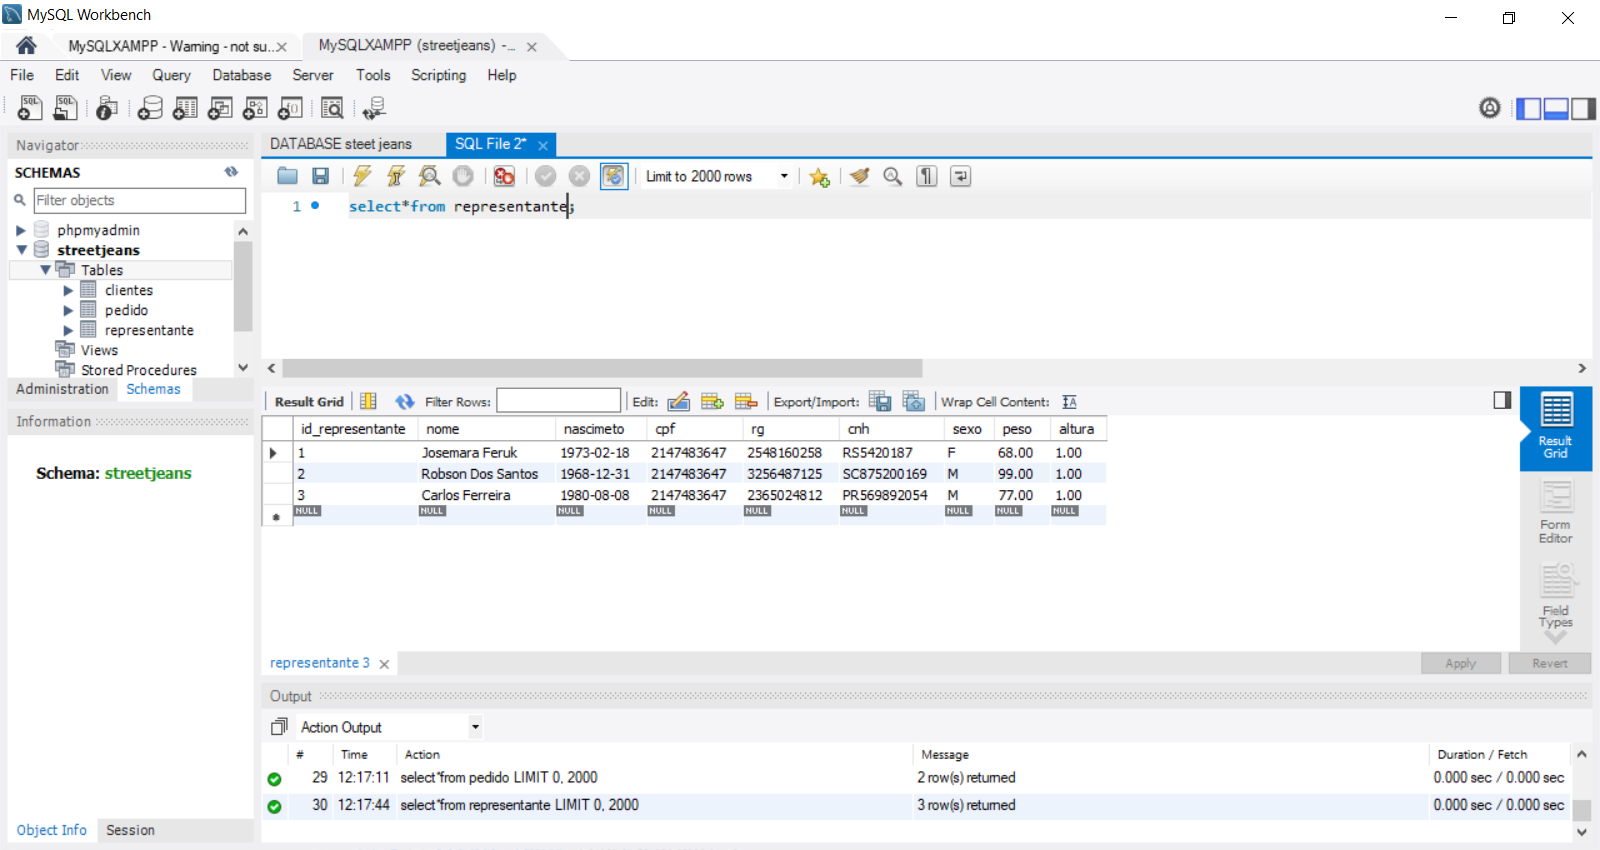 MySQL Workbench
MySQLXAMPP - Warning - not su...
MySQLXAMPP (streetjeans) -...
File Edit View Query Database Server Tools Scripting Help
Navigator
SCHEMAS
Filter objects
phpmyadmin
streetjeans
Tables
clientes
pedido
representante
Views
Stored Procedures
Administration Schemas
Information
Schema: streetjeans
Object Info Session
DATABASE steet jeans SQL File 2*
Limit to 2000 rows
1 select*from representante;
Result Grid Filter Rows: Edit: Export/Import: Wrap Cell Content:
id_representante nome nascimeto cpf rg cnh sexo peso altura
1 Josemara Feruk 1973-02-18 2147483647 2548160258 RS5420187 F 68.00 1.00
2 Robson Dos Santos 1968-12-31 2147483647 3256487125 SC875200169 M 99.00 1.00
3 Carlos Ferreira 1980-08-08 2147483647 2365024812 PR569892054 M 77.00 1.00
NULL NULL NULL NULL NULL NULL NULL NULL NULL
Result
Grid
Form
Editor
Field
Types
representante 3
Apply Revert
Output
Action Output
# Time Action Message Duration / Fetch
29 12:17:11 select*from pedido LIMIT 0, 2000 2 row(s) returned 0.000 sec / 0.000 sec
30 12:17:44 select*from representante LIMIT 0, 2000 3 row(s) returned 0.000 sec / 0.000 sec